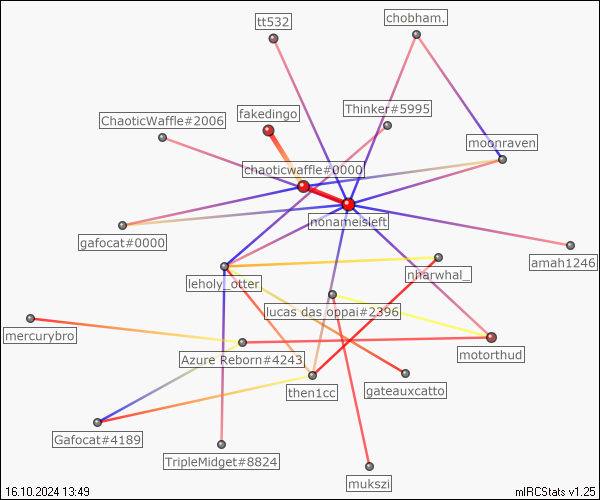 tt532
chobham.
fakedingo
Thinker#5995
ChaoticWaffle#2006
moonraven
chaoticwaffle#0000
nonameisleft
gafocat#0000
amah1246
nharwhal_
leholy_otter
lucas das oppai#2396
mercurybro
Azure Reborn#4243
motorthud
then1cc
gateauxcatto
Gafocat#4189
TripleMidget#8824
mukszi
16.10.2024 13:49
mIRCStats v1.25